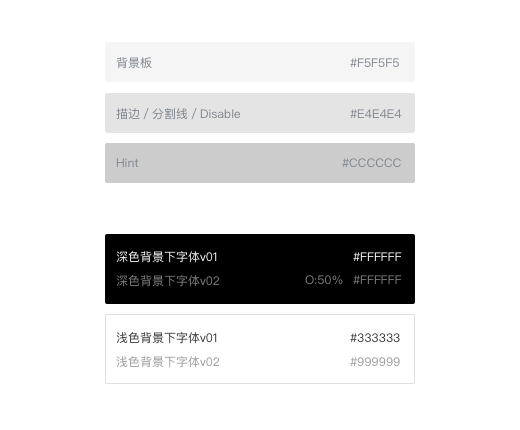 背景板 #F5F5F5
描边 / 分割线 / Disable #E4E4E4
Hint #CCCCCC
深色背景下字体v01 #FFFFFF
深色背景下字体v02 O:50% #FFFFFF
浅色背景下字体v01 #333333
浅色背景下字体v02 #999999